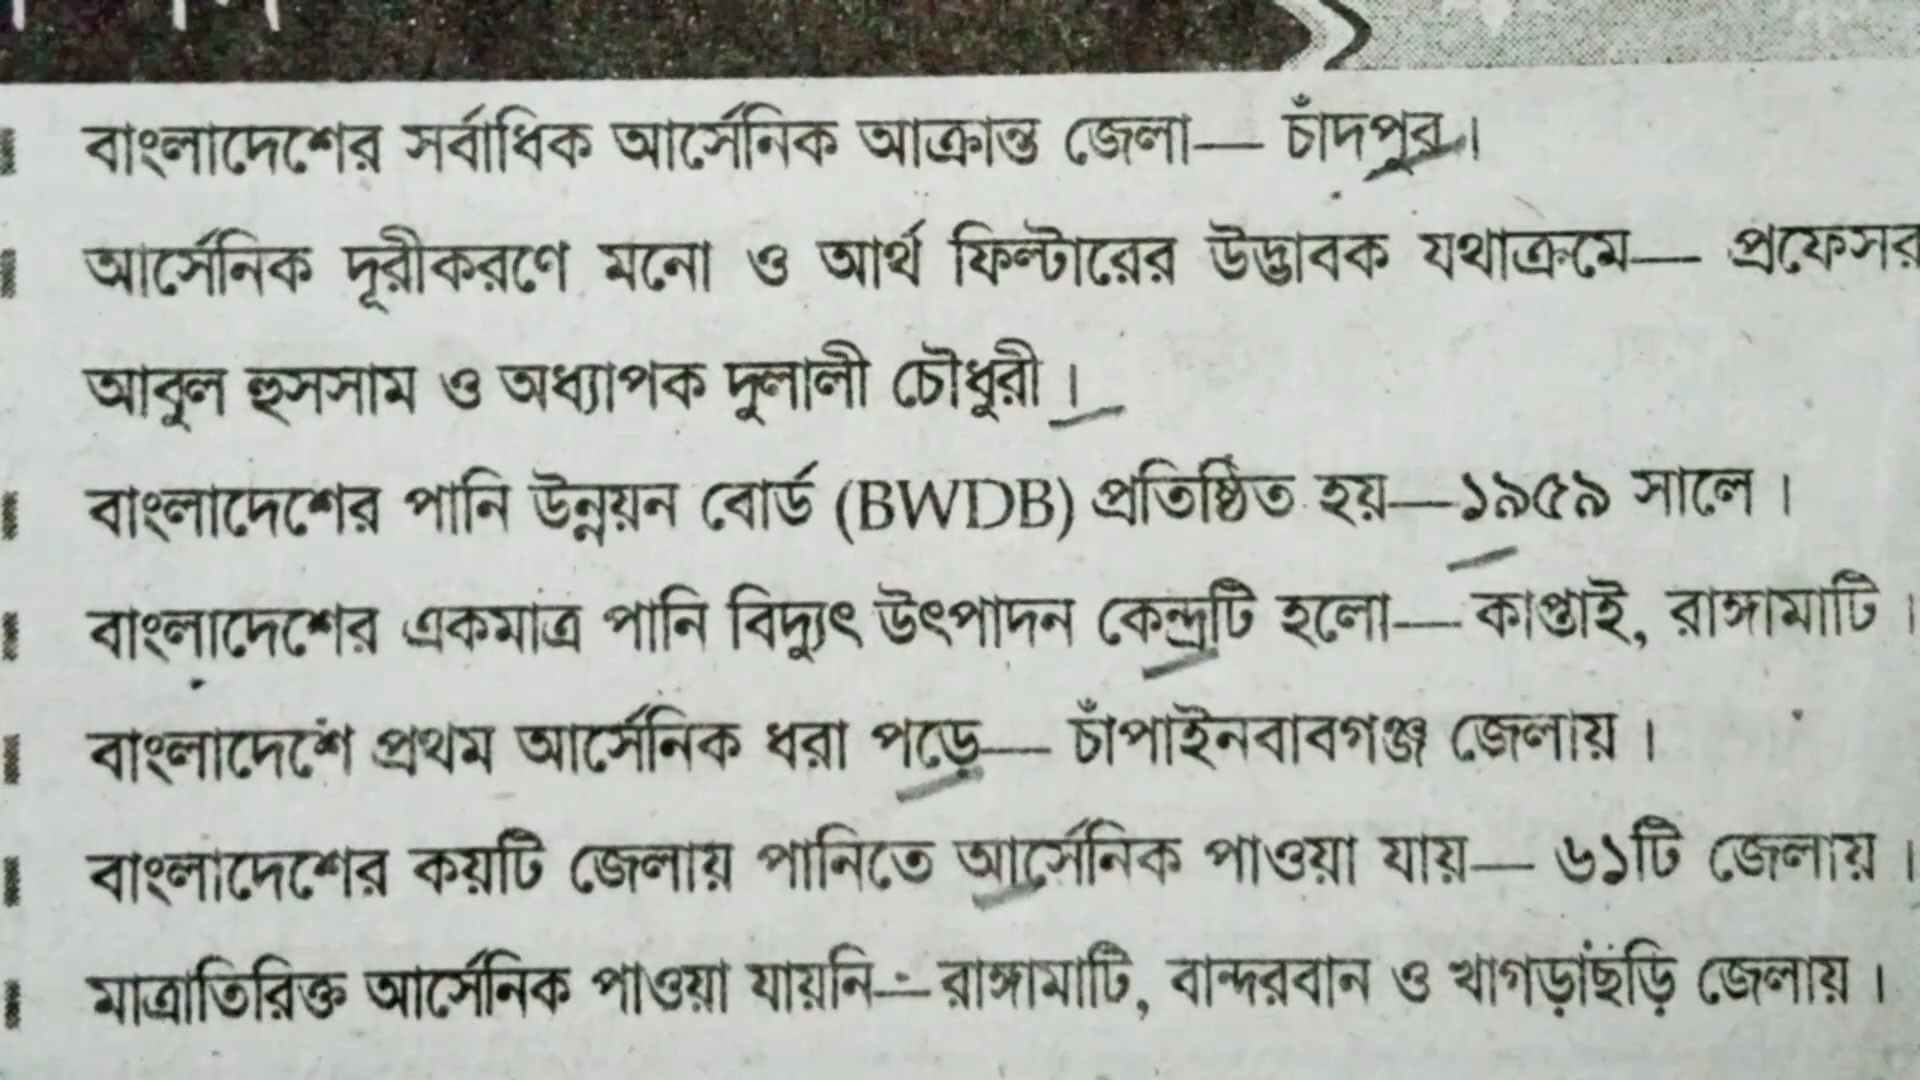 বাংলাদেশের সর্বাধিক আর্সেনিক আক্রান্ত জেলা— চাঁদপুর।
আর্সেনিক দূরীকরণে মনো ও আর্থ ফিল্টারের উদ্ভাবক যথাক্রমে— প্রফেসর
আবুল হুসসাম ও অধ্যাপক দুলালী চৌধুরী।
বাংলাদেশের পানি উন্নয়ন বোর্ড (BWDB) প্রতিষ্ঠিত হয়—১৯৫৯ সালে।
বাংলাদেশের একমাত্র পানি বিদ্যুৎ উৎপাদন কেন্দ্রটি হলো— কাপ্তাই, রাঙ্গামাটি।
বাংলাদেশে প্রথম আর্সেনিক ধরা পড়ে— চাঁপাইনবাবগঞ্জ জেলায়।
বাংলাদেশের কয়টি জেলায় পানিতে আর্সেনিক পাওয়া যায়— ৬১টি জেলায়।
মাত্রাতিরিক্ত আর্সেনিক পাওয়া যায়নি— রাঙ্গামাটি, বান্দরবান ও খাগড়াছড়ি জেলায়।